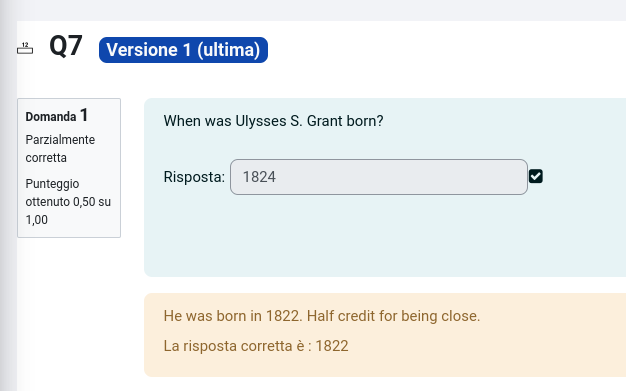 12
Q7 Versione 1 (ultima)
Domanda 1
Parzialmente
corretta
Punteggio
ottenuto 0,50 su
1,00
When was Ulysses S. Grant born?
Risposta: 1824
He was born in 1822. Half credit for being close.
La risposta corretta è : 1822